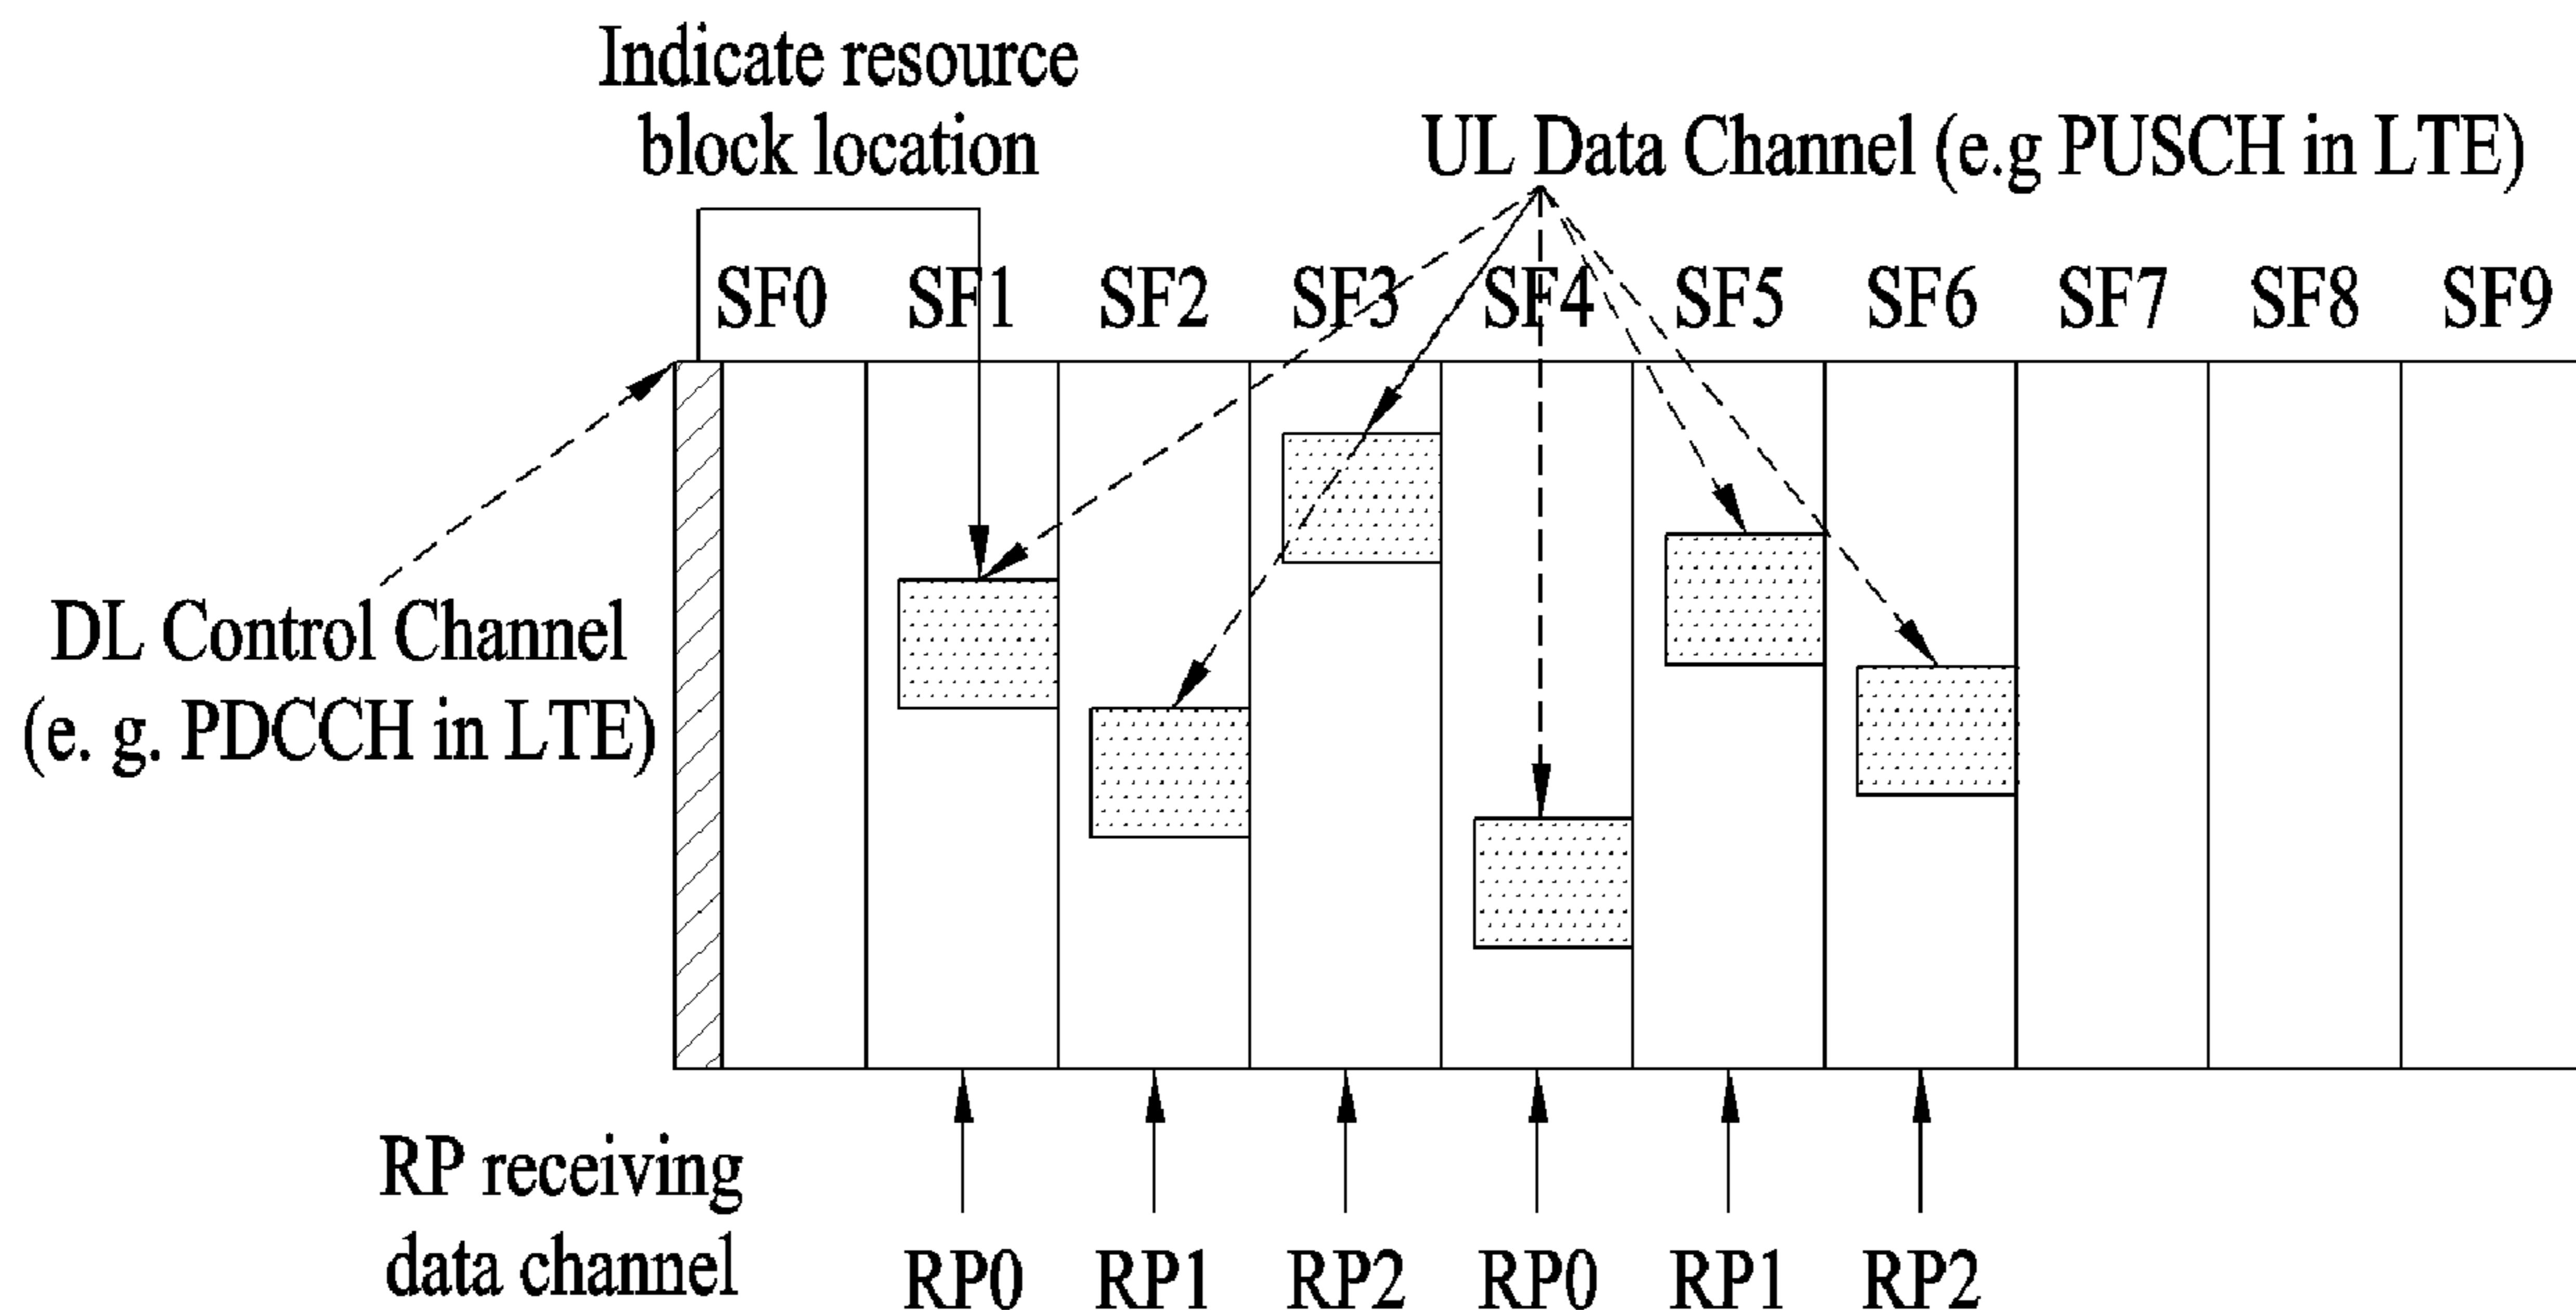 Indicate resource
block location
UL Data Channel (e.g PUSCH in LTE)
SF0 SF1 SF2 SF3 SF4 SF5 SF6 SF7 SF8 SF9
DL Control Channel
(e. g. PDCCH in LTE)
RP receiving
data channel
RP0 RP1 RP2 RP0 RP1 RP2